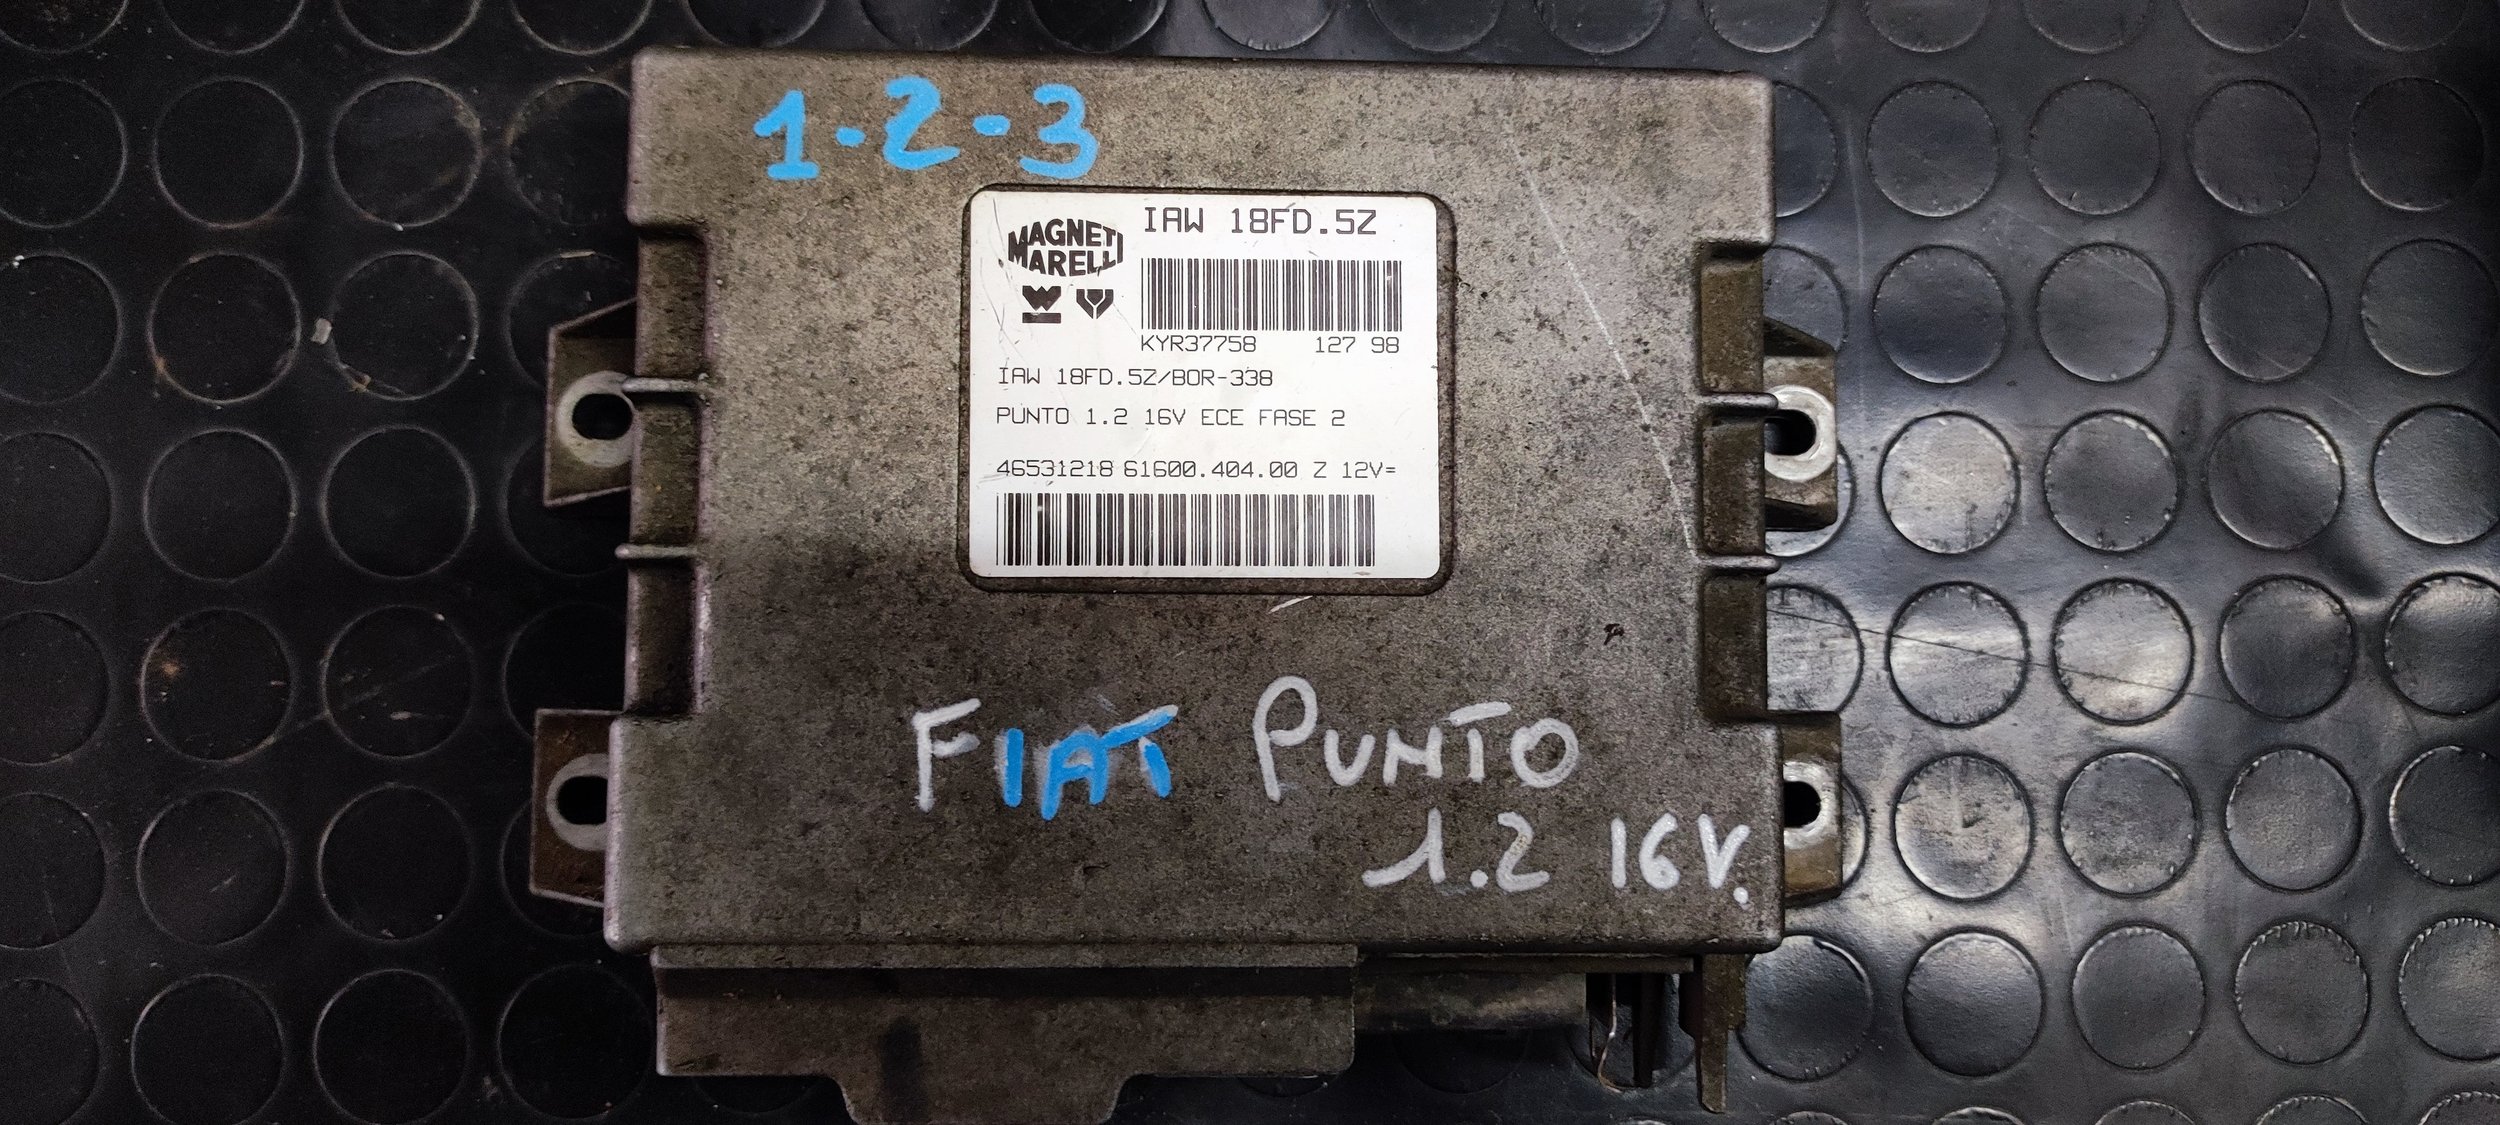 1-2-3
MAGNETI
MARELLI
IAW 18FD.5Z
KYR37758 127 98
IAW 18FD.5Z/BOR-338
PUNTO 1.2 16V ECE FASE 2
46531218 61600.404.00 Z 12V=
FIAT PUNTO
1.2 16V.